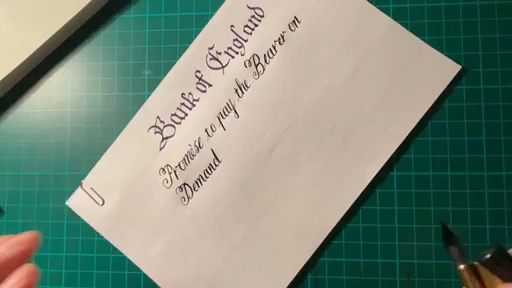 Bank of England
Promise to pay the Bearer on
Demand